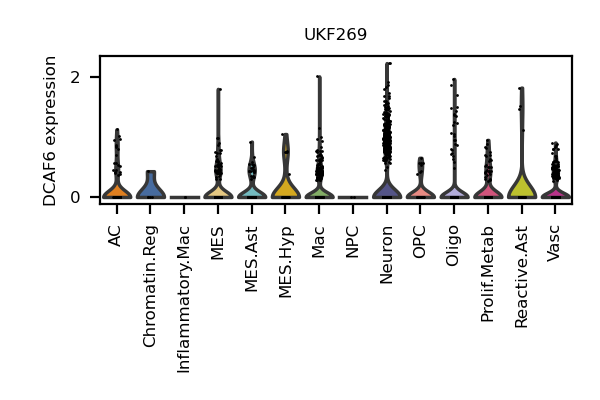 UKF269
DCAF6 expression
2
0
AC
Chromatin.Reg
Inflammatory.Mac
MES
MES.Ast
MES.Hyp
Mac
NPC
Neuron
OPC
Oligo
Prolif.Metab
Reactive.Ast
Vasc